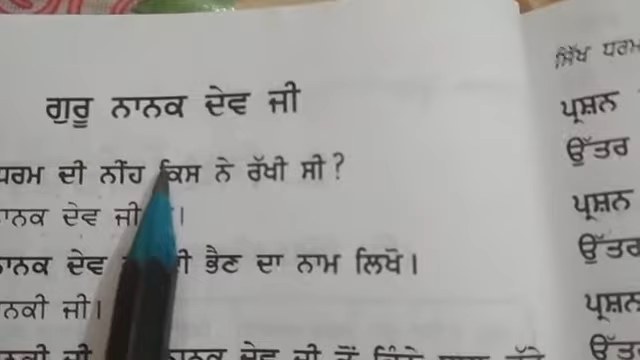 ਗੁਰੂ ਨਾਨਕ ਦੇਵ ਜੀ
ਧਰਮ ਦੀ ਨੀਂਹ ਕਿਸ ਨੇ ਰੱਖੀ ਸੀ ?
ਨਾਨਕ ਦੇਵ ਜੀ ।
ਨਾਨਕ ਦੇਵ ਜੀ ਭੈਣ ਦਾ ਨਾਮ ਲਿਖੋ।
ਨਾਨਕੀ ਜੀ।
ਸਿੱਖ ਧਰਮ
ਪ੍ਰਸ਼ਨ
ਉੱਤਰ
ਪ੍ਰਸ਼ਨ
ਉੱਤਰ
ਪ੍ਰਸ਼ਨ
ਉੱਤਰ